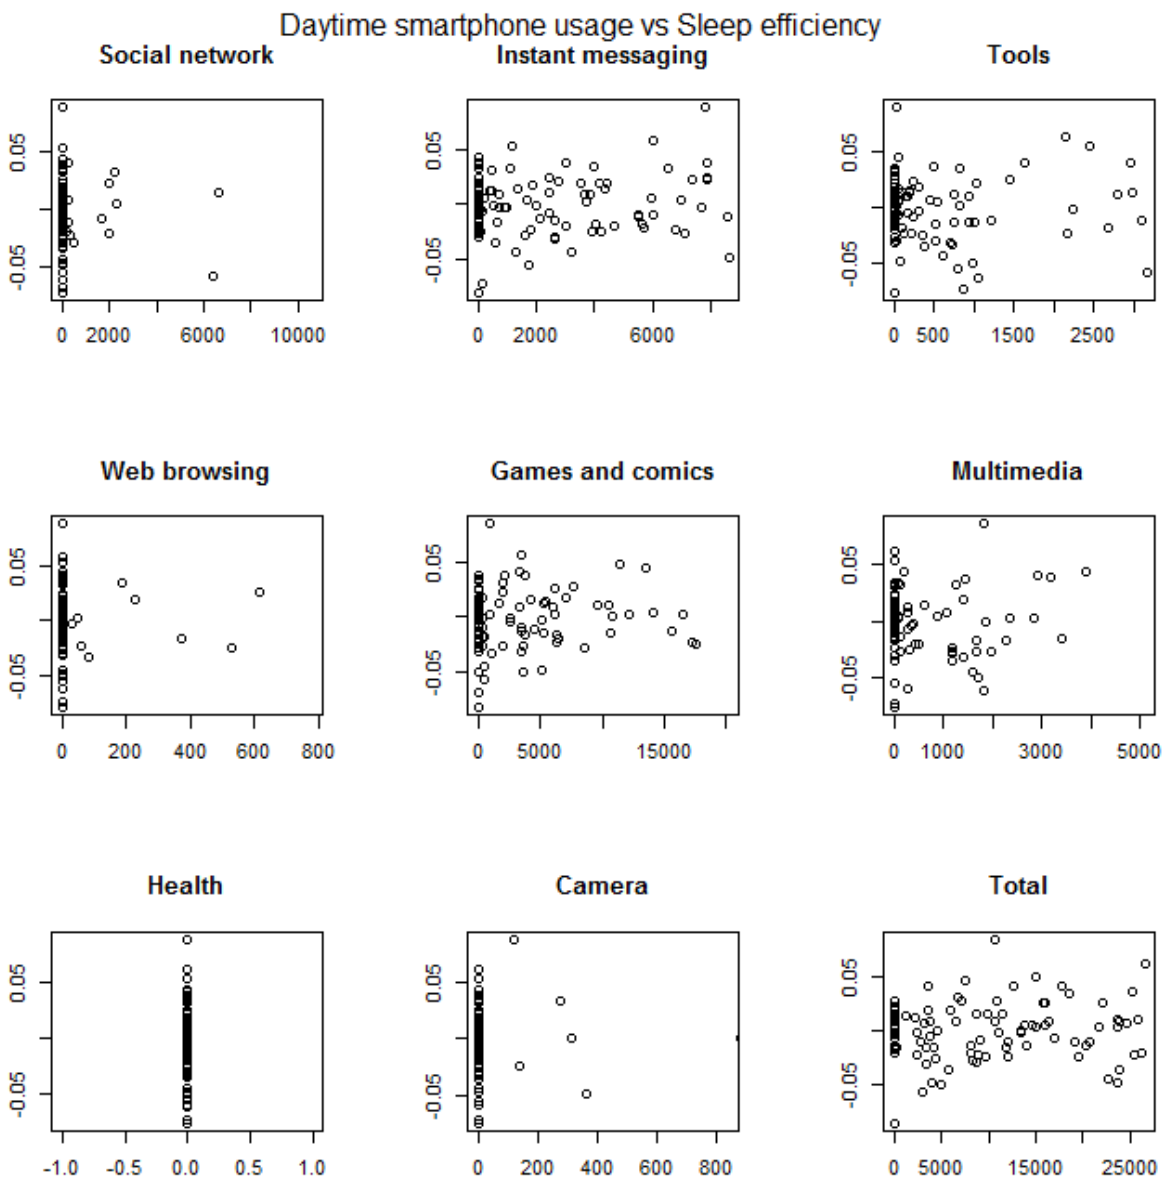 Daytime smartphone usage vs Sleep efficiency
Social network Instant messaging Tools
0.05 0.05 0.05
-0.05 -0.05 -0.05
0 2000 6000 10000 0 2000 6000 0 500 1500 2500
Web browsing Games and comics Multimedia
0.05 0.05 0.05
-0.05 -0.05 -0.05
0 200 400 600 800 0 5000 15000 0 1000 3000 5000
Health Camera Total
0.05 0.05 0.05
-0.05 -0.05 -0.05
-1.0 -0.5 0.0 0.5 1.0 0 200 400 600 800 0 5000 15000 25000